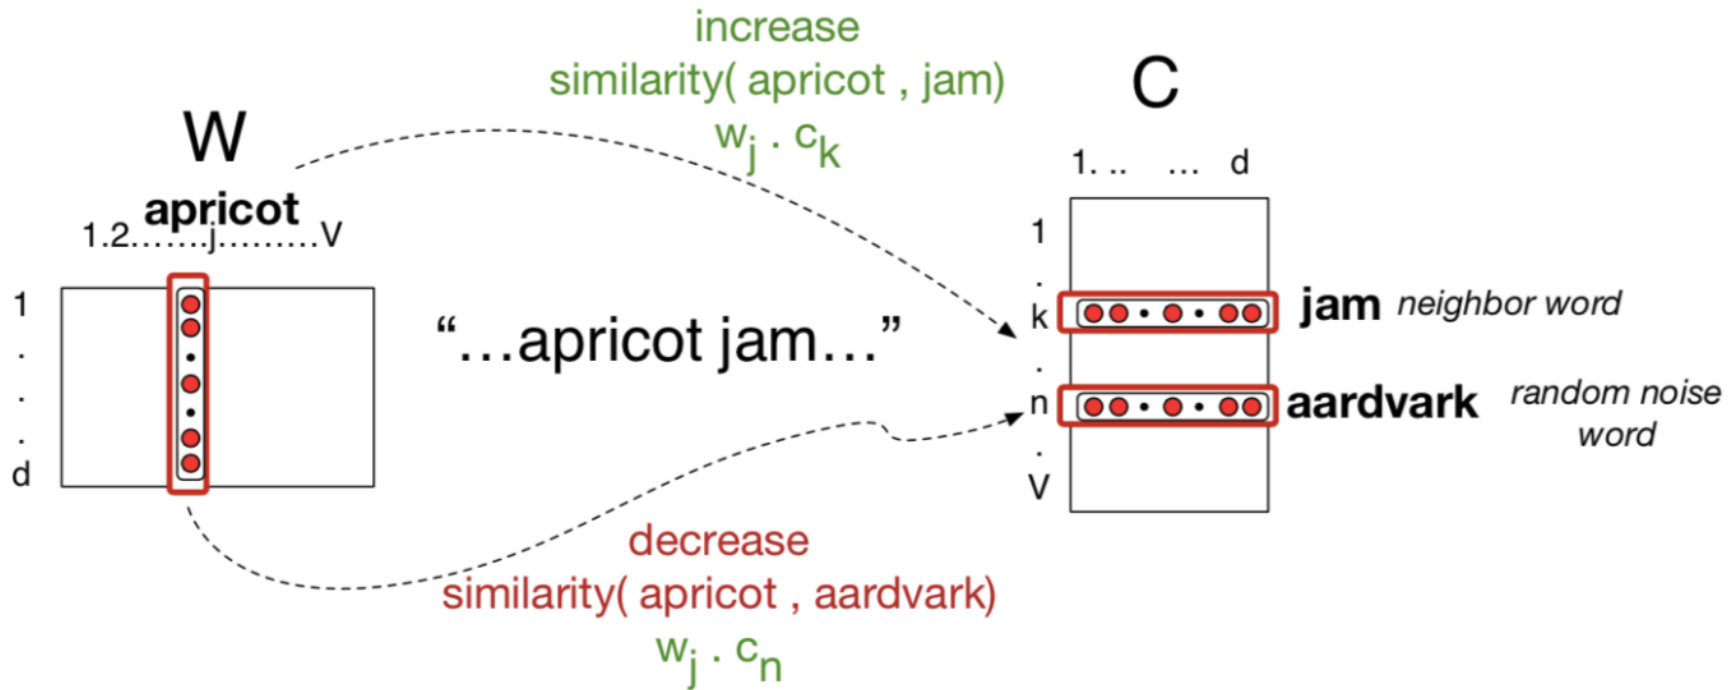 increase
similarity( apricot , jam)
wj . ck
W
apricot
1.2.......j.........V
1
.
.
.
d
“...apricot jam...”
C
1. .. ... d
1
.
k
.
n
.
V
jam neighbor word
aardvark random noise
word
decrease
similarity( apricot , aardvark)
wj . cn